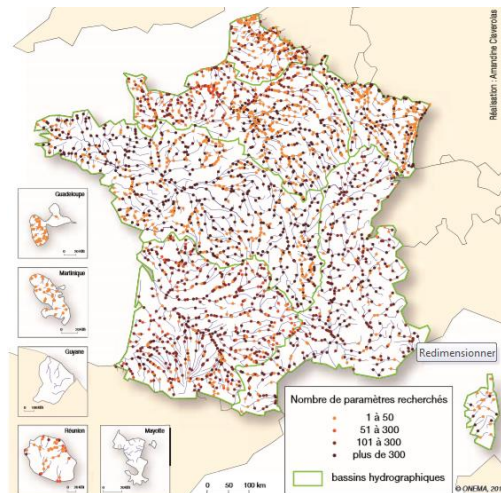 Réalisation : Amandine Claverolas
Guadeloupe
Martinique
Guyane
Réunion
Mayotte
Redimensionner
Nombre de paramètres recherchés
1 à 50
51 à 300
101 à 300
plus de 300
bassins hydrographiques
0 50 100 km
© ONEMA, 201